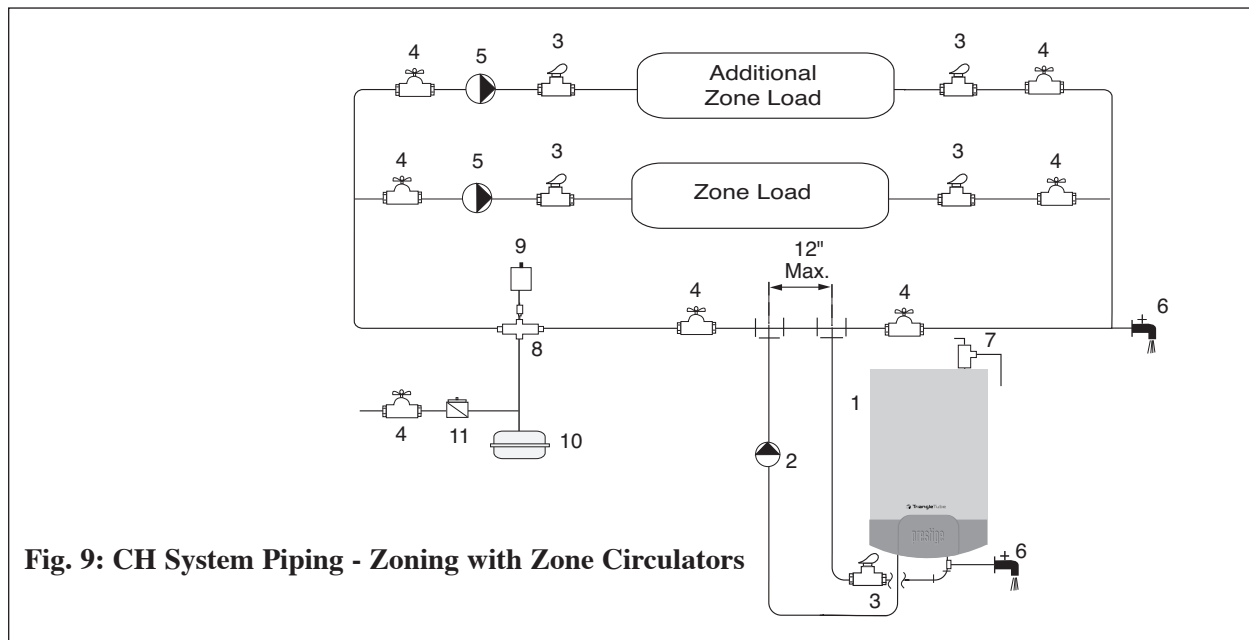 4 5 3 3 4
Additional
Zone Load
4 5 3 3 4
Zone Load
12"
Max.
9
4 4 6
8 7
1
4 11 10
2
TriangleTube
prestige
6
3
Fig. 9: CH System Piping - Zoning with Zone Circulators